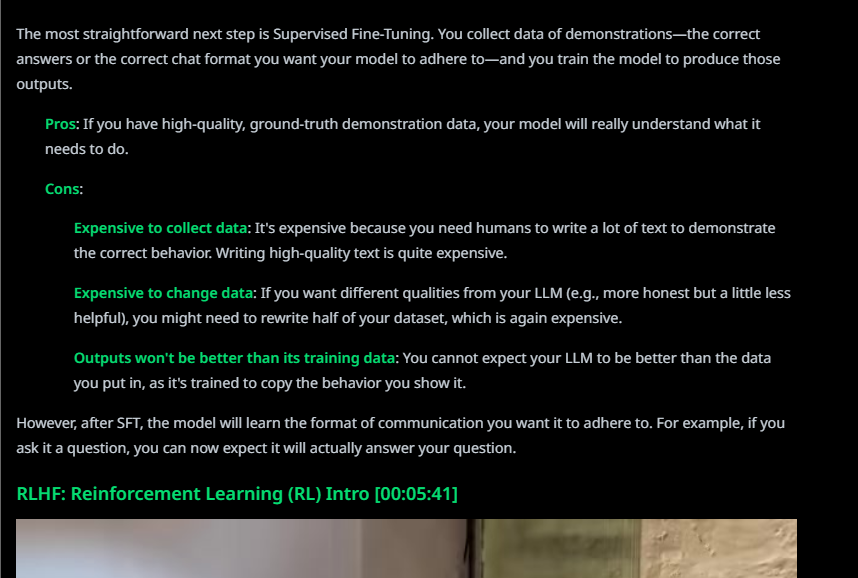 The most straightforward next step is Supervised Fine-Tuning. You collect data of demonstrations—the correct
answers or the correct chat format you want your model to adhere to—and you train the model to produce those
outputs.
Pros: If you have high-quality, ground-truth demonstration data, your model will really understand what it
needs to do.
Cons:
Expensive to collect data: It's expensive because you need humans to write a lot of text to demonstrate
the correct behavior. Writing high-quality text is quite expensive.
Expensive to change data: If you want different qualities from your LLM (e.g., more honest but a little less
helpful), you might need to rewrite half of your dataset, which is again expensive.
Outputs won't be better than its training data: You cannot expect your LLM to be better than the data
you put in, as it's trained to copy the behavior you show it.
However, after SFT, the model will learn the format of communication you want it to adhere to. For example, if you
ask it a question, you can now expect it will actually answer your question.
RLHF: Reinforcement Learning (RL) Intro [00:05:41]